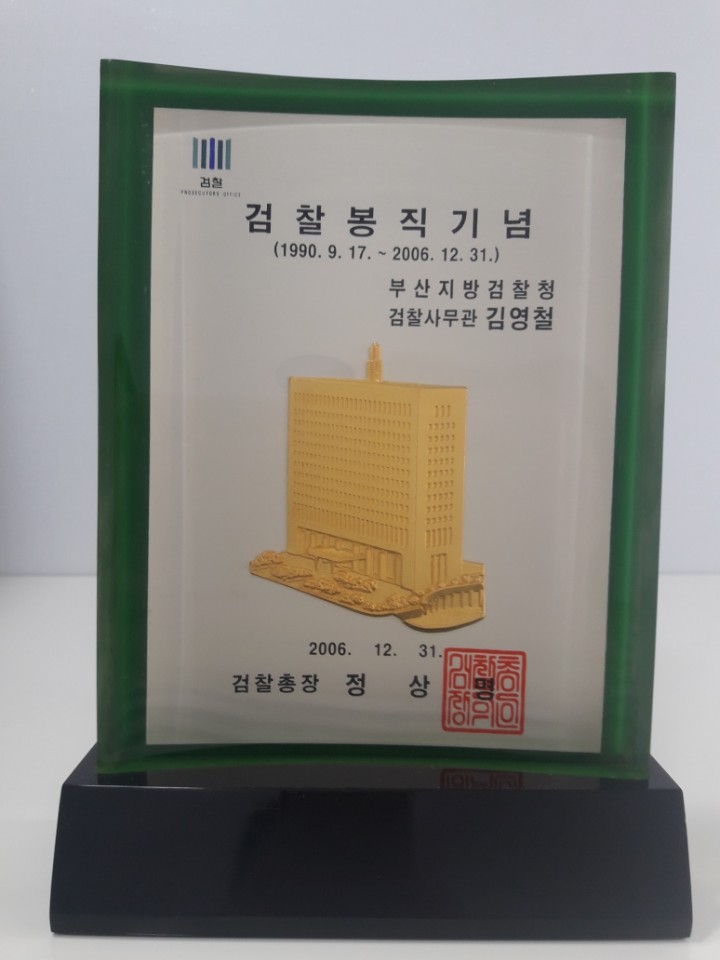 검찰
PROSECUTORS' OFFICE
검찰봉직기념
(1990. 9. 17. ~ 2006. 12. 31.)
부산지방검찰청
검찰사무관 김영철
2006. 12. 31.
검찰총장 정상명